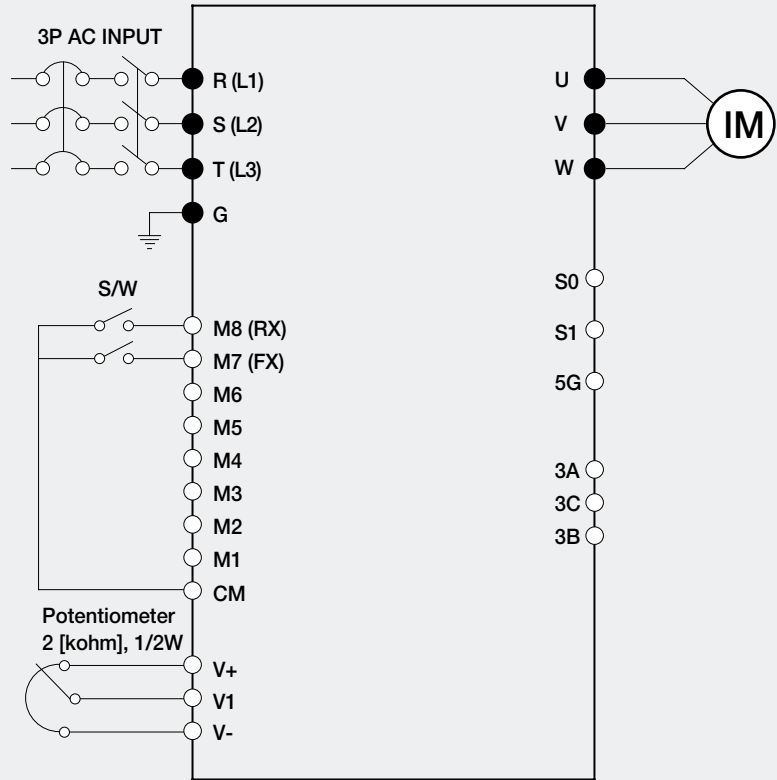 3P AC INPUT
R (L1)
S (L2)
T (L3)
G
S/W
M8 (RX)
M7 (FX)
M6
M5
M4
M3
M2
M1
CM
Potentiometer
2 [kohm], 1/2W
V+
V1
V-
U
V
W
IM
S0
S1
5G
3A
3C
3B